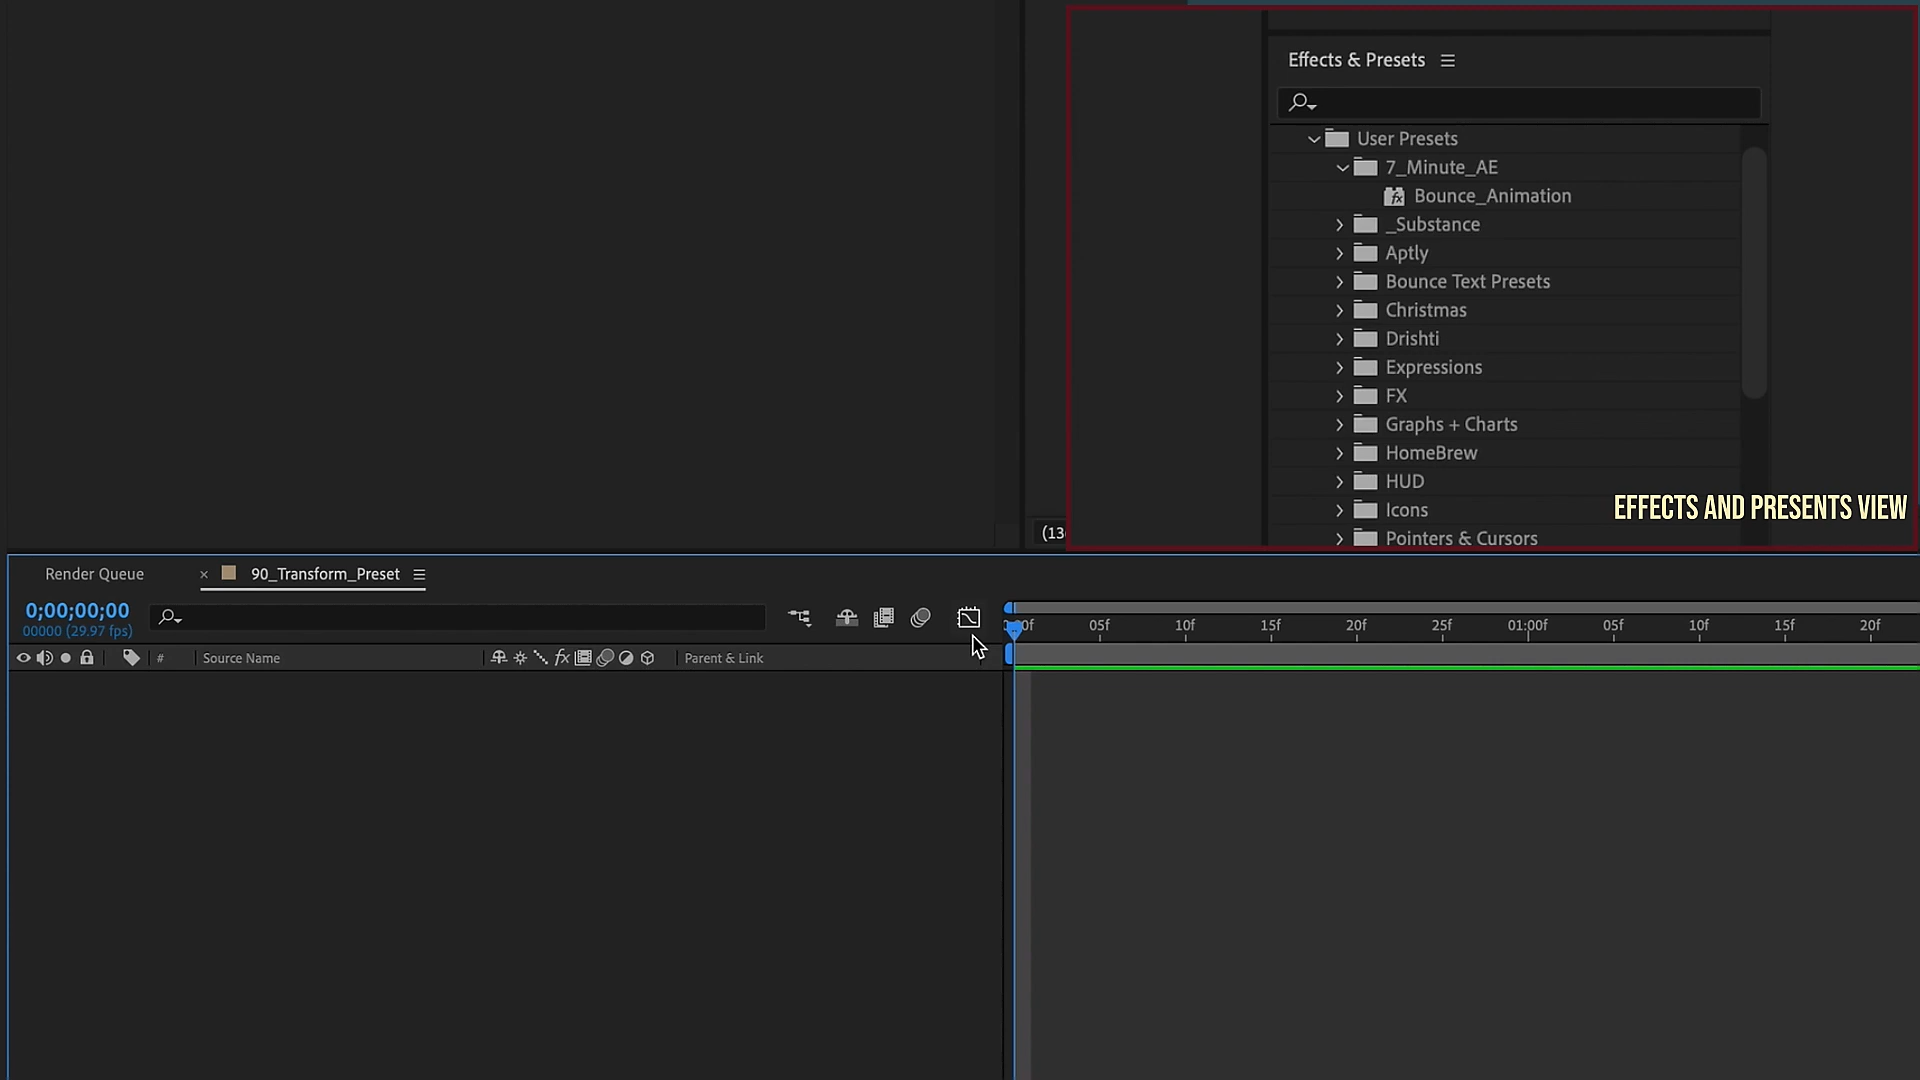 Effects & Presets
User Presets
7_Minute_AE
Bounce_Animation
_Substance
Aptly
Bounce Text Presets
Christmas
Drishti
Expressions
FX
Graphs + Charts
HomeBrew
HUD
Icons
Pointers & Cursors
EFFECTS AND PRESENTS VIEW
Render Queue
90_Transform_Preset
0;00;00;00
00000 (29.97 fps)
05f 10f 15f 20f 25f 01:00f 05f 10f 15f 20f
# Source Name Parent & Link